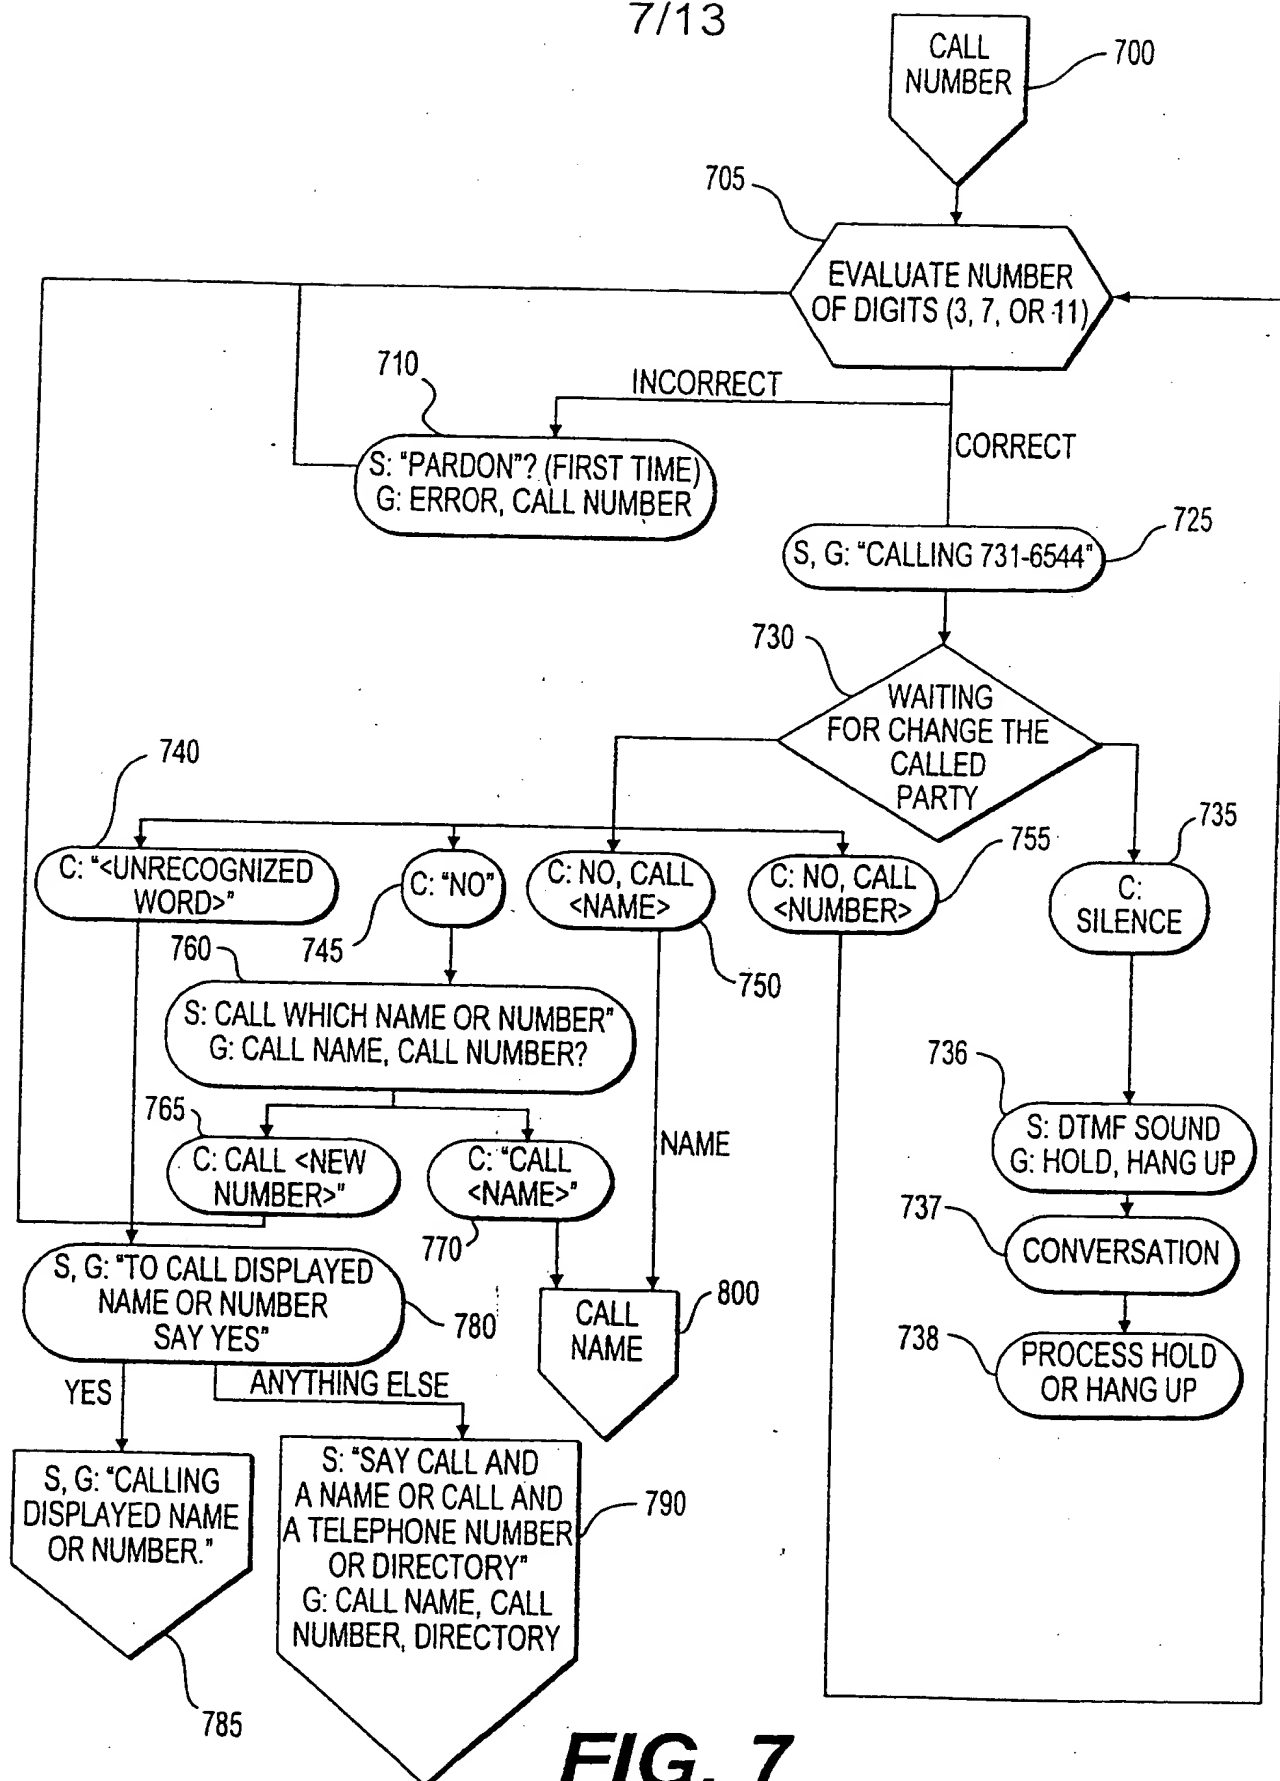 7/13
CALL
NUMBER
700
705
EVALUATE NUMBER
OF DIGITS (3, 7, OR 11)
710
INCORRECT
CORRECT
S: "PARDON"? (FIRST TIME)
G: ERROR, CALL NUMBER
725
S, G: "CALLING 731-6544"
730
WAITING
FOR CHANGE THE
CALLED
PARTY
740
735
755
C: "<UNRECOGNIZED
WORD>"
C: "NO"
C: NO, CALL
<NAME>
C: NO, CALL
<NUMBER>
C:
SILENCE
760
745
750
S: CALL WHICH NAME OR NUMBER"
G: CALL NAME, CALL NUMBER?
736
765
NAME
S: DTMF SOUND
G: HOLD, HANG UP
C: CALL <NEW
NUMBER>"
C: "CALL
<NAME>"
737
770
CONVERSATION
S, G: "TO CALL DISPLAYED
NAME OR NUMBER
SAY YES"
780
CALL
NAME
800
738
PROCESS HOLD
OR HANG UP
YES
ANYTHING ELSE
S, G: "CALLING
DISPLAYED NAME
OR NUMBER."
S: "SAY CALL AND
A NAME OR CALL AND
A TELEPHONE NUMBER
OR DIRECTORY"
G: CALL NAME, CALL
NUMBER, DIRECTORY
790
785
FIG. 7